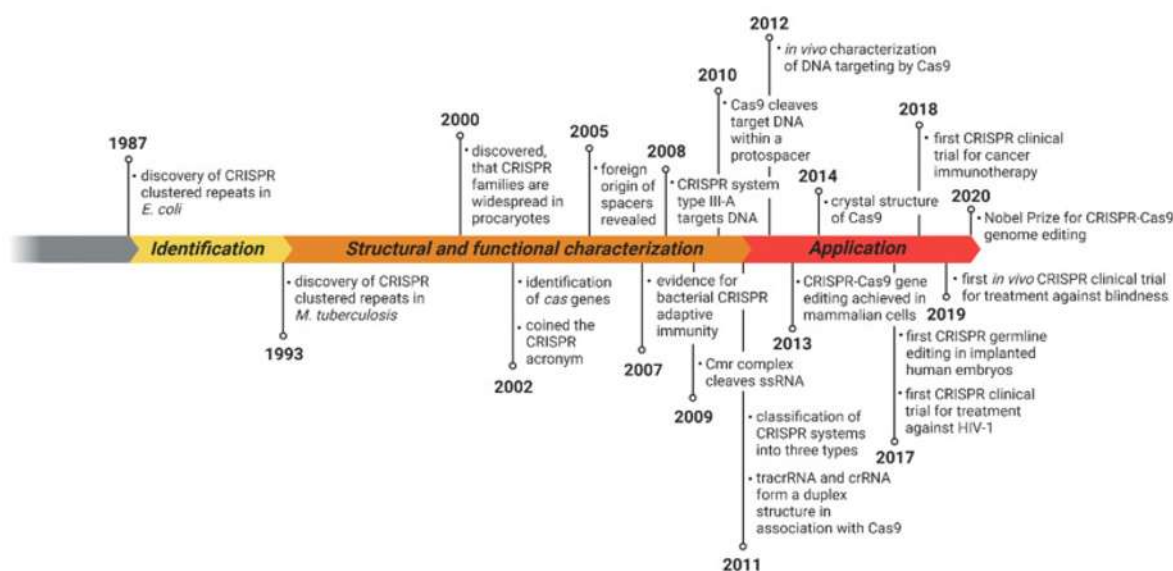 1987
• discovery of CRISPR
clustered repeats in
E. coli
2000
• discovered,
that CRISPR
families are
widespread in
procaryotes
2005
• foreign
origin of
spacers
revealed
2008
• CRISPR system
type III-A
targets DNA
2010
• Cas9 cleaves
target DNA
within a
protospacer
2012
• in vivo characterization
of DNA targeting by Cas9
2014
• crystal structure
of Cas9
2018
• first CRISPR clinical
trial for cancer
immunotherapy
2020
• Nobel Prize for CRISPR-Cas9
genome editing
Identification
Structural and functional characterization
Application
• discovery of CRISPR
clustered repeats in
M. tuberculosis
1993
• identification
of cas genes
• coined the
CRISPR
acronym
2002
• evidence for
bacterial CRISPR
adaptive
immunity
2007
• Cmr complex
cleaves ssRNA
2009
• classification of
CRISPR systems
into three types
• tracrRNA and crRNA
form a duplex
structure in
association with Cas9
2011
• CRISPR-Cas9 gene
editing achieved in
mammalian cells
2013
• first CRISPR germline
editing in implanted
human embryos
• first CRISPR clinical
trial for treatment
against HIV-1
2017
• first in vivo CRISPR clinical trial
for treatment against blindness
2019